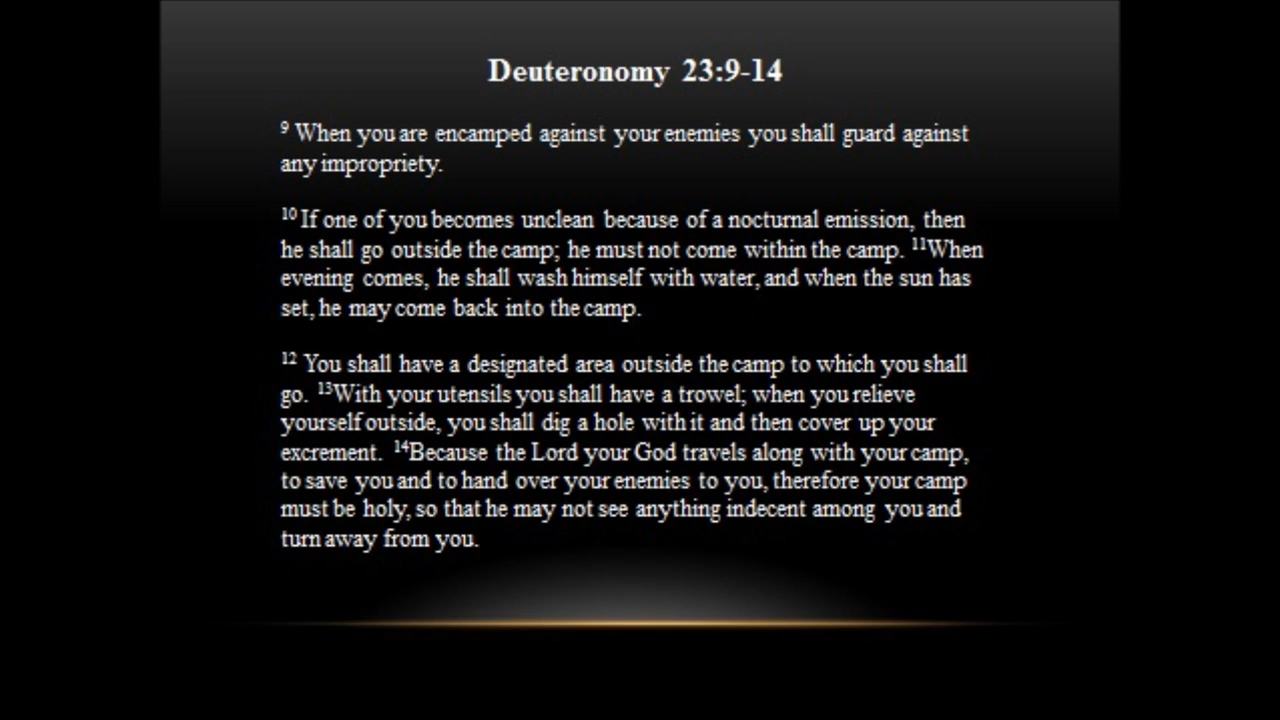 Deuteronomy 23:9-14
9 When you are encamped against your enemies you shall guard against
any impropriety.
10 If one of you becomes unclean because of a nocturnal emission, then
he shall go outside the camp; he must not come within the camp. 11When
evening comes, he shall wash himself with water, and when the sun has
set, he may come back into the camp.
12 You shall have a designated area outside the camp to which you shall
go. 13With your utensils you shall have a trowel; when you relieve
yourself outside, you shall dig a hole with it and then cover up your
excrement. 14Because the Lord your God travels along with your camp,
to save you and to hand over your enemies to you, therefore your camp
must be holy, so that he may not see anything indecent among you and
turn away from you.